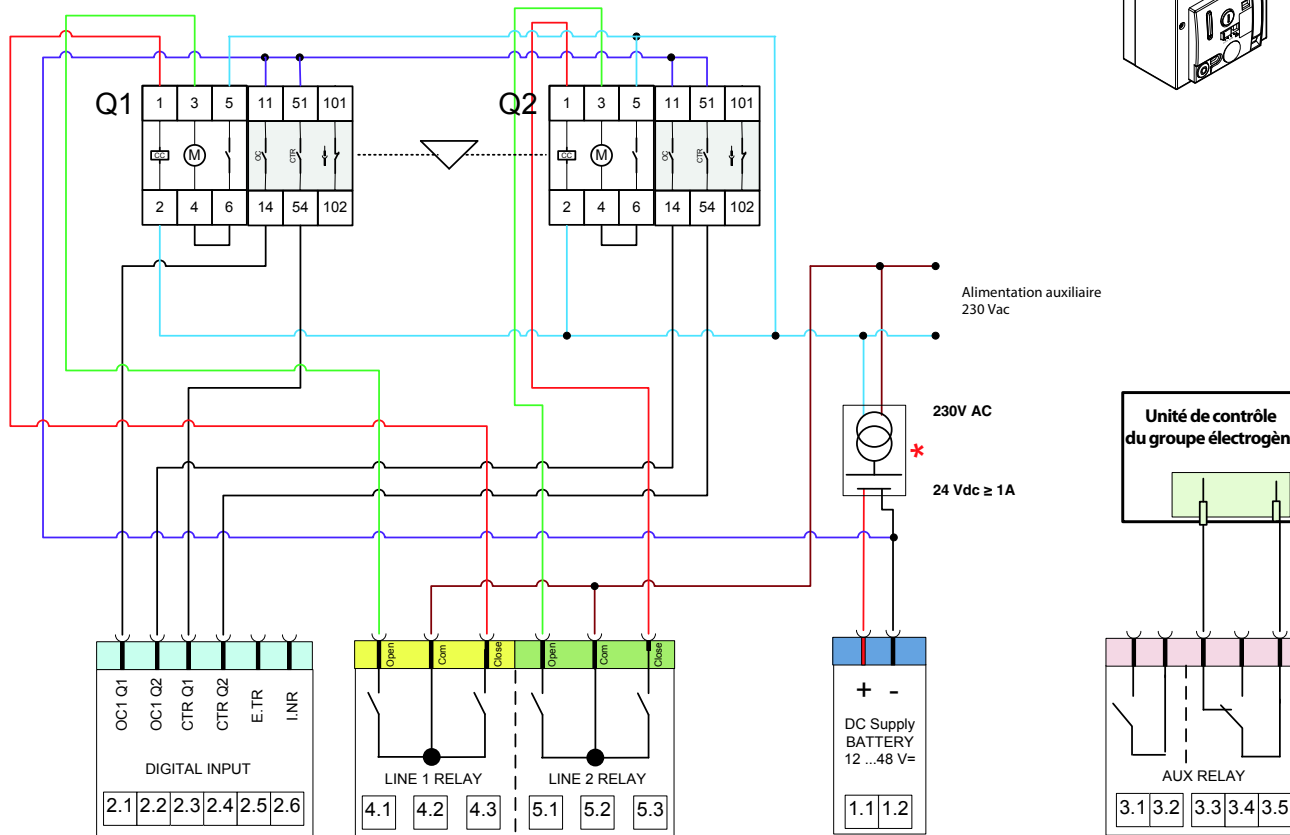 Q1
1 3 5 11 51 101
CC M OC CTR
2 4 6 14 54 102
Q2
1 3 5 11 51 101
CC M OC CTR
2 4 6 14 54 102
Alimentation auxiliaire
230 Vac
230V AC
*
24 Vdc ≥ 1A
Unité de contrôle
du groupe électrogèn
OC1 Q1
OC1 Q2
CTR Q1
CTR Q2
E.TR
I.NR
DIGITAL INPUT
2.1 2.2 2.3 2.4 2.5 2.6
Open
Com
Close
LINE 1 RELAY
4.1 4.2 4.3
Open
Com
Close
LINE 2 RELAY
5.1 5.2 5.3
+ -
DC Supply
BATTERY
12 ...48 V=
1.1 1.2
AUX RELAY
3.1 3.2 3.3 3.4 3.5